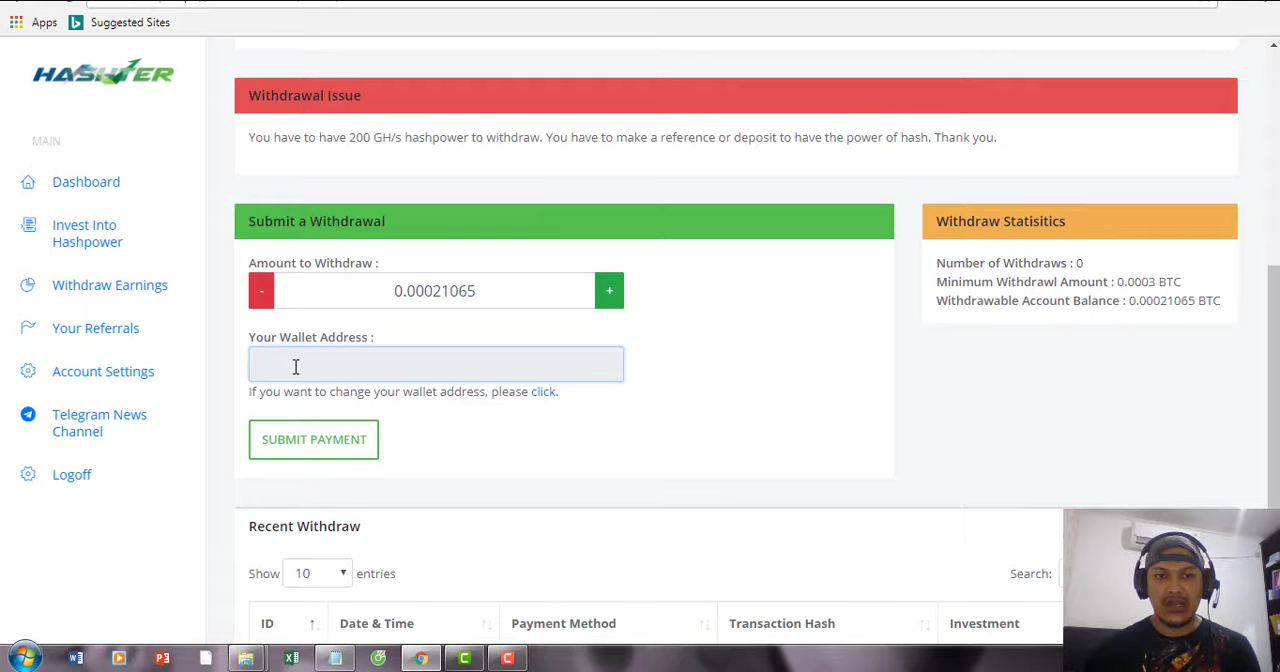 Apps Suggested Sites
HASHTER
MAIN
Dashboard
Invest Into
Hashpower
Withdraw Earnings
Your Referrals
Account Settings
Telegram News
Channel
Logoff
Withdrawal Issue
You have to have 200 GH/s hashpower to withdraw. You have to make a reference or deposit to have the power of hash. Thank you.
Submit a Withdrawal
Amount to Withdraw :
- 0.00021065 +
Your Wallet Address :
If you want to change your wallet address, please click.
SUBMIT PAYMENT
Withdraw Statisitics
Number of Withdraws : 0
Minimum Withdrawl Amount : 0.0003 BTC
Withdrawable Account Balance : 0.00021065 BTC
Recent Withdraw
Show 10 entries
Search:
ID Date & Time Payment Method Transaction Hash Investment